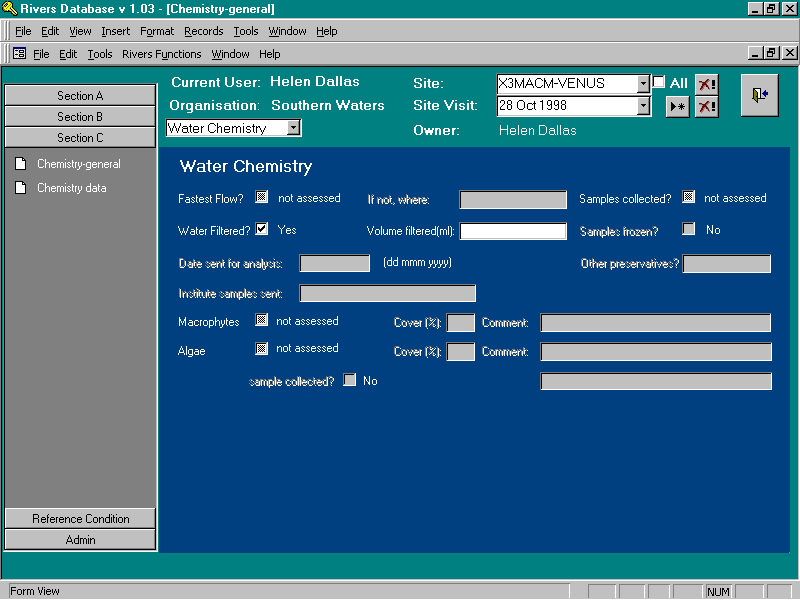 Rivers Database v 1.03 - [Chemistry-general]
File Edit View Insert Format Records Tools Window Help
File Edit Tools Rivers Functions Window Help
Current User: Helen Dallas Site: X3MACM-VENUS All
Organisation: Southern Waters Site Visit: 28 Oct 1998
Water Chemistry Owner: Helen Dallas
Section A
Section B
Section C
Chemistry-general
Chemistry data
Reference Condition
Admin
Water Chemistry
Fastest Flow? not assessed If not, where: Samples collected? not assessed
Water Filtered? Yes Volume filtered(ml): Samples frozen? No
Date sent for analysis: (dd mmm yyyy) Other preservatives?
Institute samples sent:
Macrophytes not assessed Cover (%): Comment:
Algae not assessed Cover (%): Comment:
sample collected? No
Form View NUM